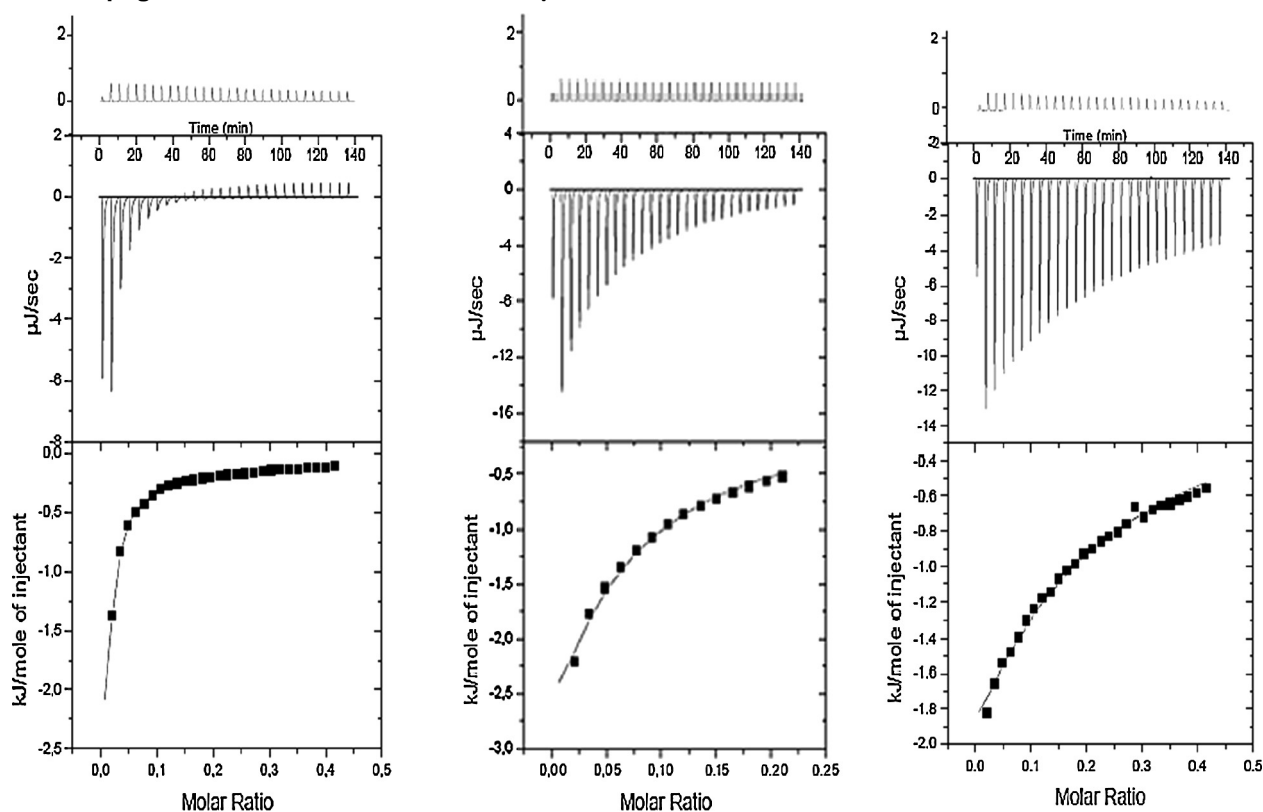 2
0
Time (min)
2
0 20 40 60 80 100 120 140
0
-2
-4
-6
-8
µJ/sec
0,0
-0,5
-1,0
-1,5
-2,0
-2,5
kJ/mole of injectant
0,0 0,1 0,2 0,3 0,4 0,5
Molar Ratio
2
0
4
0 20 40 60 80 100 120 140
0
-4
-8
-12
-16
µJ/sec
-0,5
-1,0
-1,5
-2,0
-2,5
-3,0
kJ/mole of injectant
0,00 0,05 0,10 0,15 0,20 0,25
Molar Ratio
2
0
Time (min)
2
0 20 40 60 80 100 120 140
0
-2
-4
-6
-8
-10
-12
-14
µJ/sec
-0.4
-0.6
-0.8
-1.0
-1.2
-1.4
-1.6
-1.8
-2.0
kJ/mole of injectant
0.0 0.1 0.2 0.3 0.4 0.5
Molar Ratio